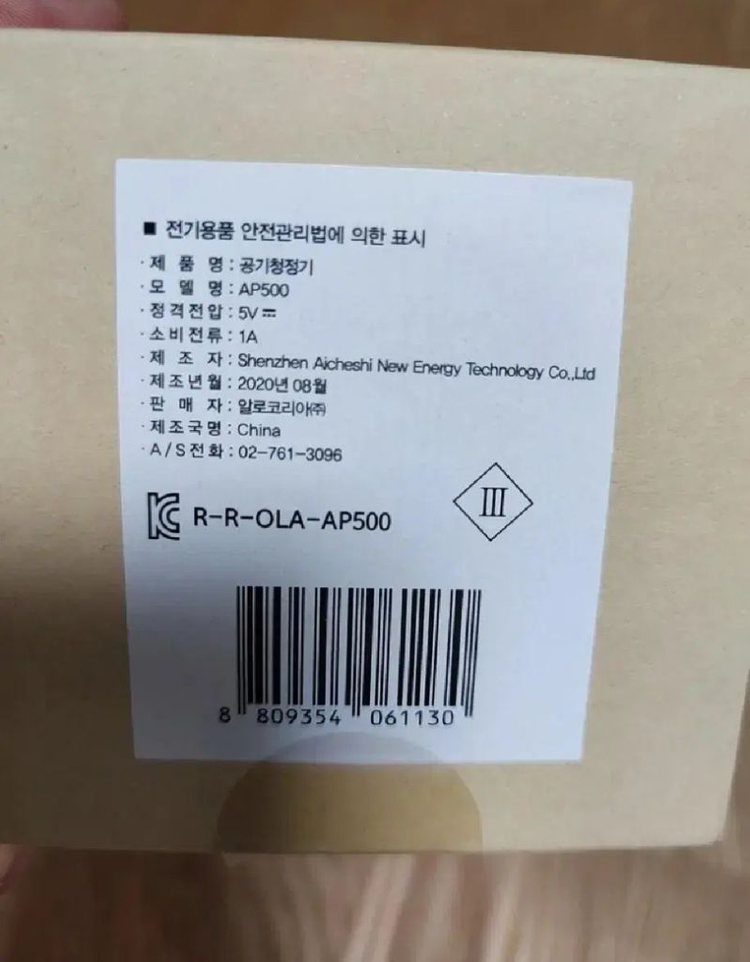 ■ 전기용품 안전관리법에 의한 표시
· 제 품 명 : 공기청정기
· 모 델 명 : AP500
· 정격전압 : 5V⎓
· 소비전류 : 1A
· 제 조 자 : Shenzhen Aicheshi New Energy Technology Co.,Ltd
· 제조년월 : 2020년 08월
· 판 매 자 : 알로코리아㈜
· 제조국명 : China
· A/S전화 : 02-761-3096
KC R-R-OLA-AP500
III
8 809354 061130